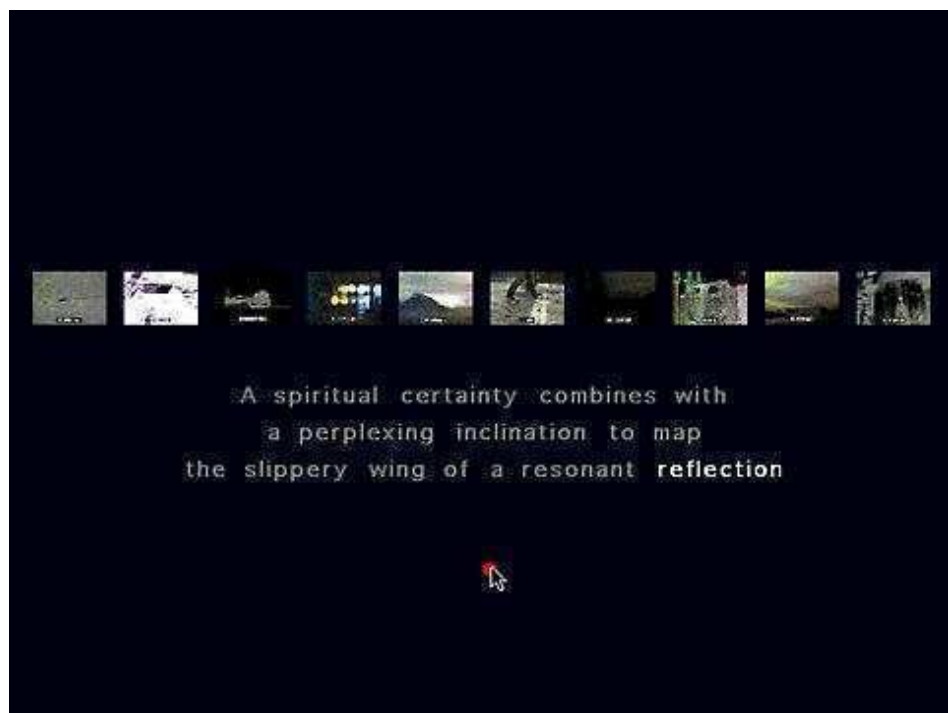 A spiritual certainty combines with
a perplexing inclination to map
the slippery wing of a resonant reflection